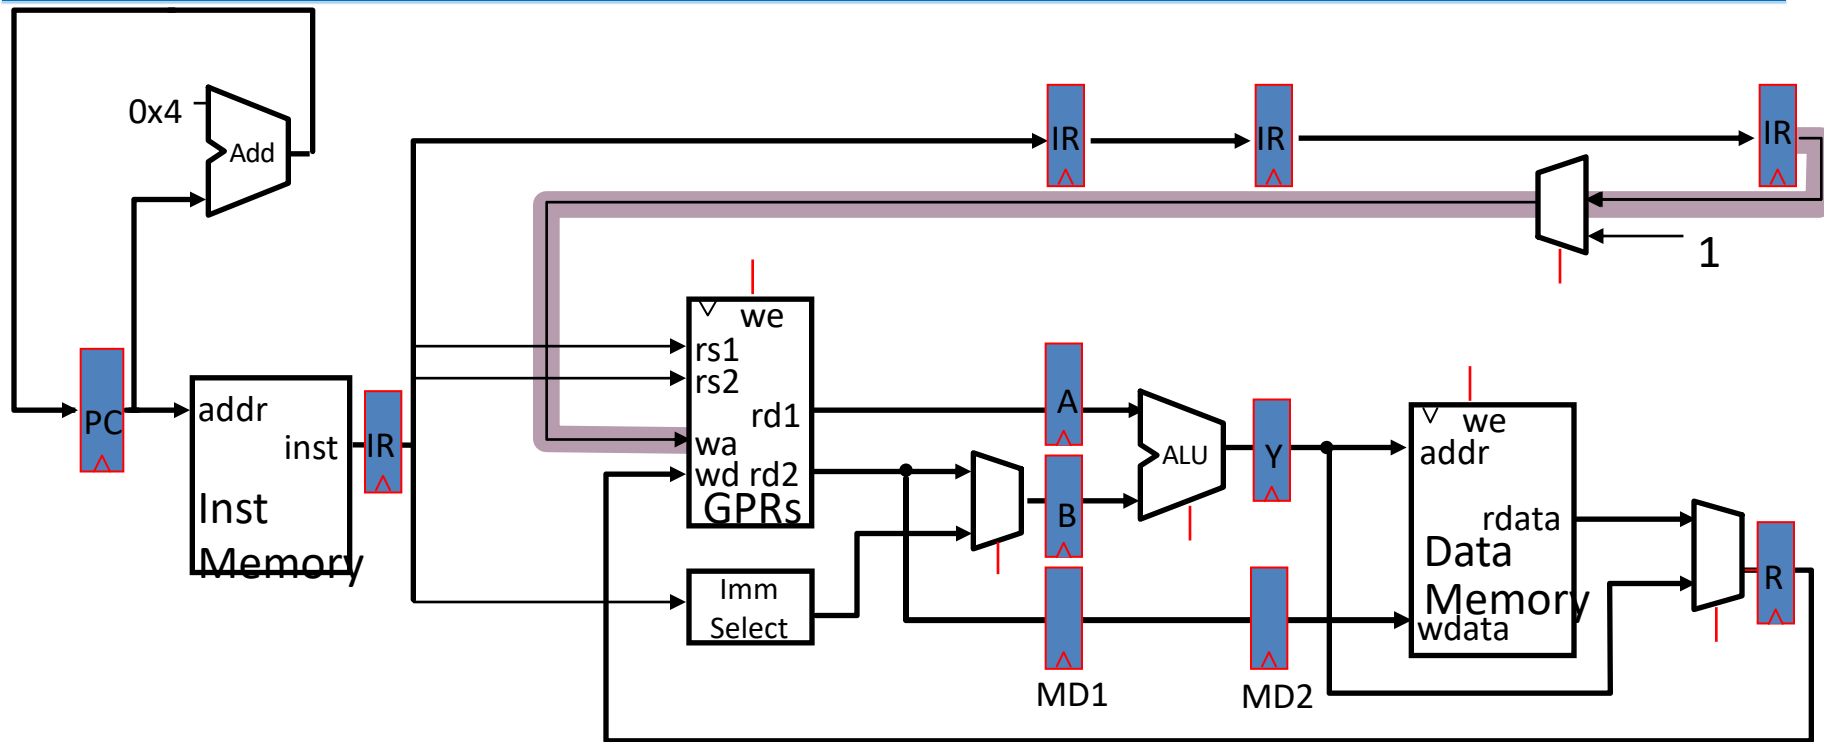 0x4
Add
IR
IR
IR
1
we
rs1
rs2
rd1
wa
wd rd2
GPRs
PC
addr
inst
Inst
Memory
IR
A
B
ALU
Y
we
addr
rdata
Data
Memory
wdata
R
Imm
Select
MD1
MD2